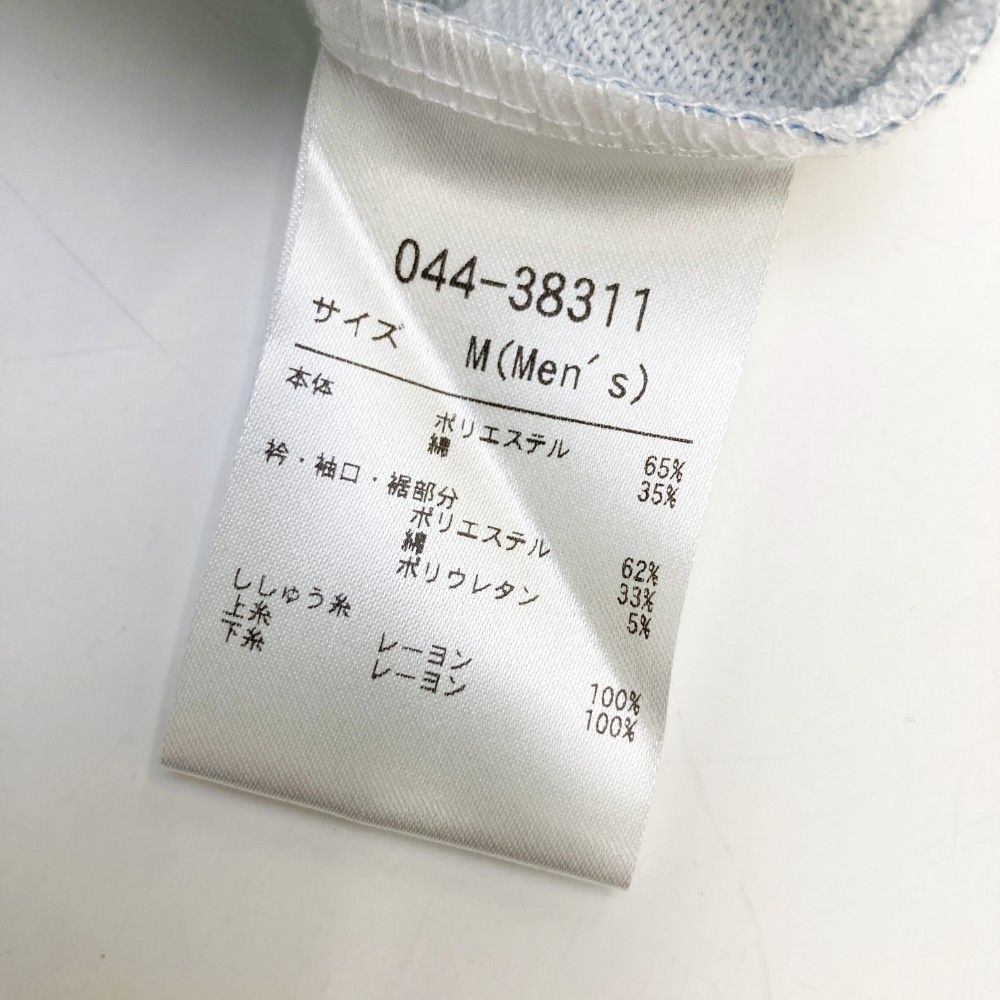 044-38311
サイズ M(Men's)
本体
ポリエステル 65%
綿 35%
衿・袖口・裾部分
ポリエステル 62%
綿 33%
ポリウレタン 5%
ししゅう糸
上糸 レーヨン 100%
下糸 レーヨン 100%